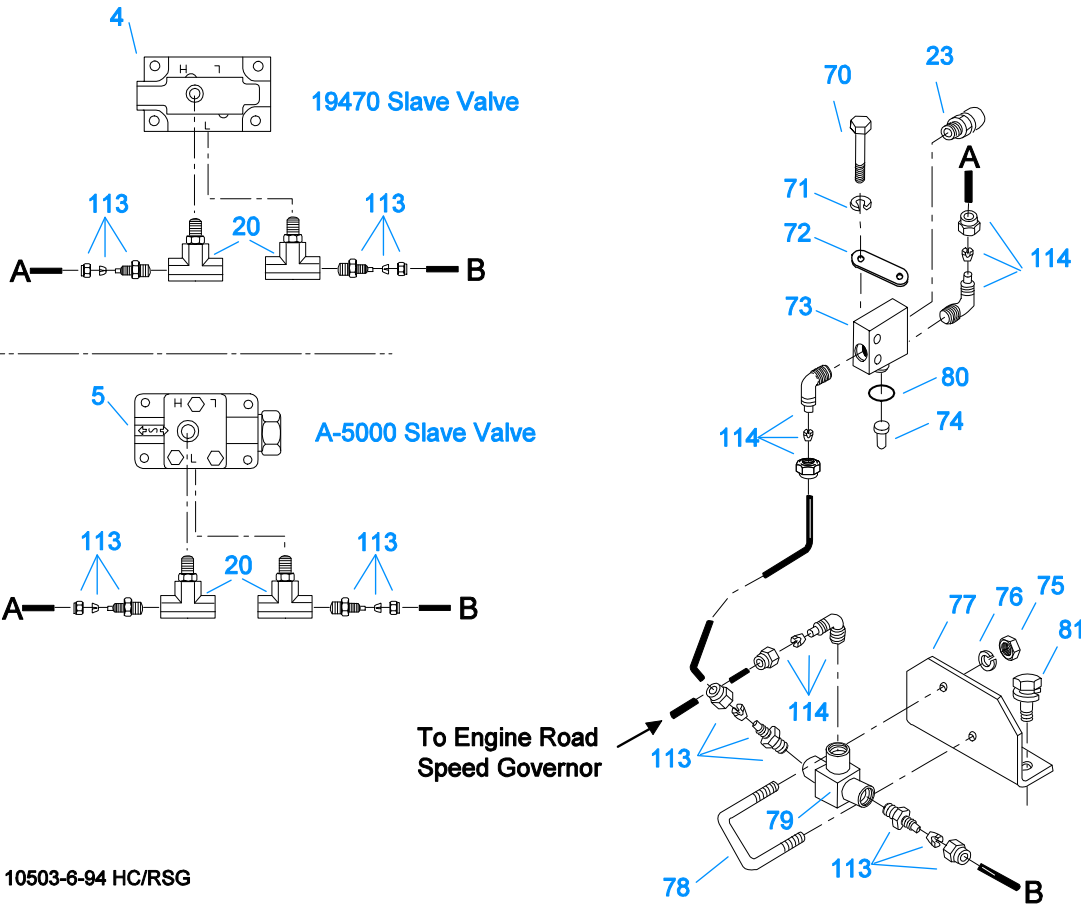 4
H L
L
19470 Slave Valve
113
20
113
A
B
5
H L
S
L
A-5000 Slave Valve
113
20
113
A
B
70
23
A
71
72
114
73
80
74
114
77
76
75
81
114
To Engine Road
Speed Governor
113
79
78
113
B
10503-6-94 HC/RSG